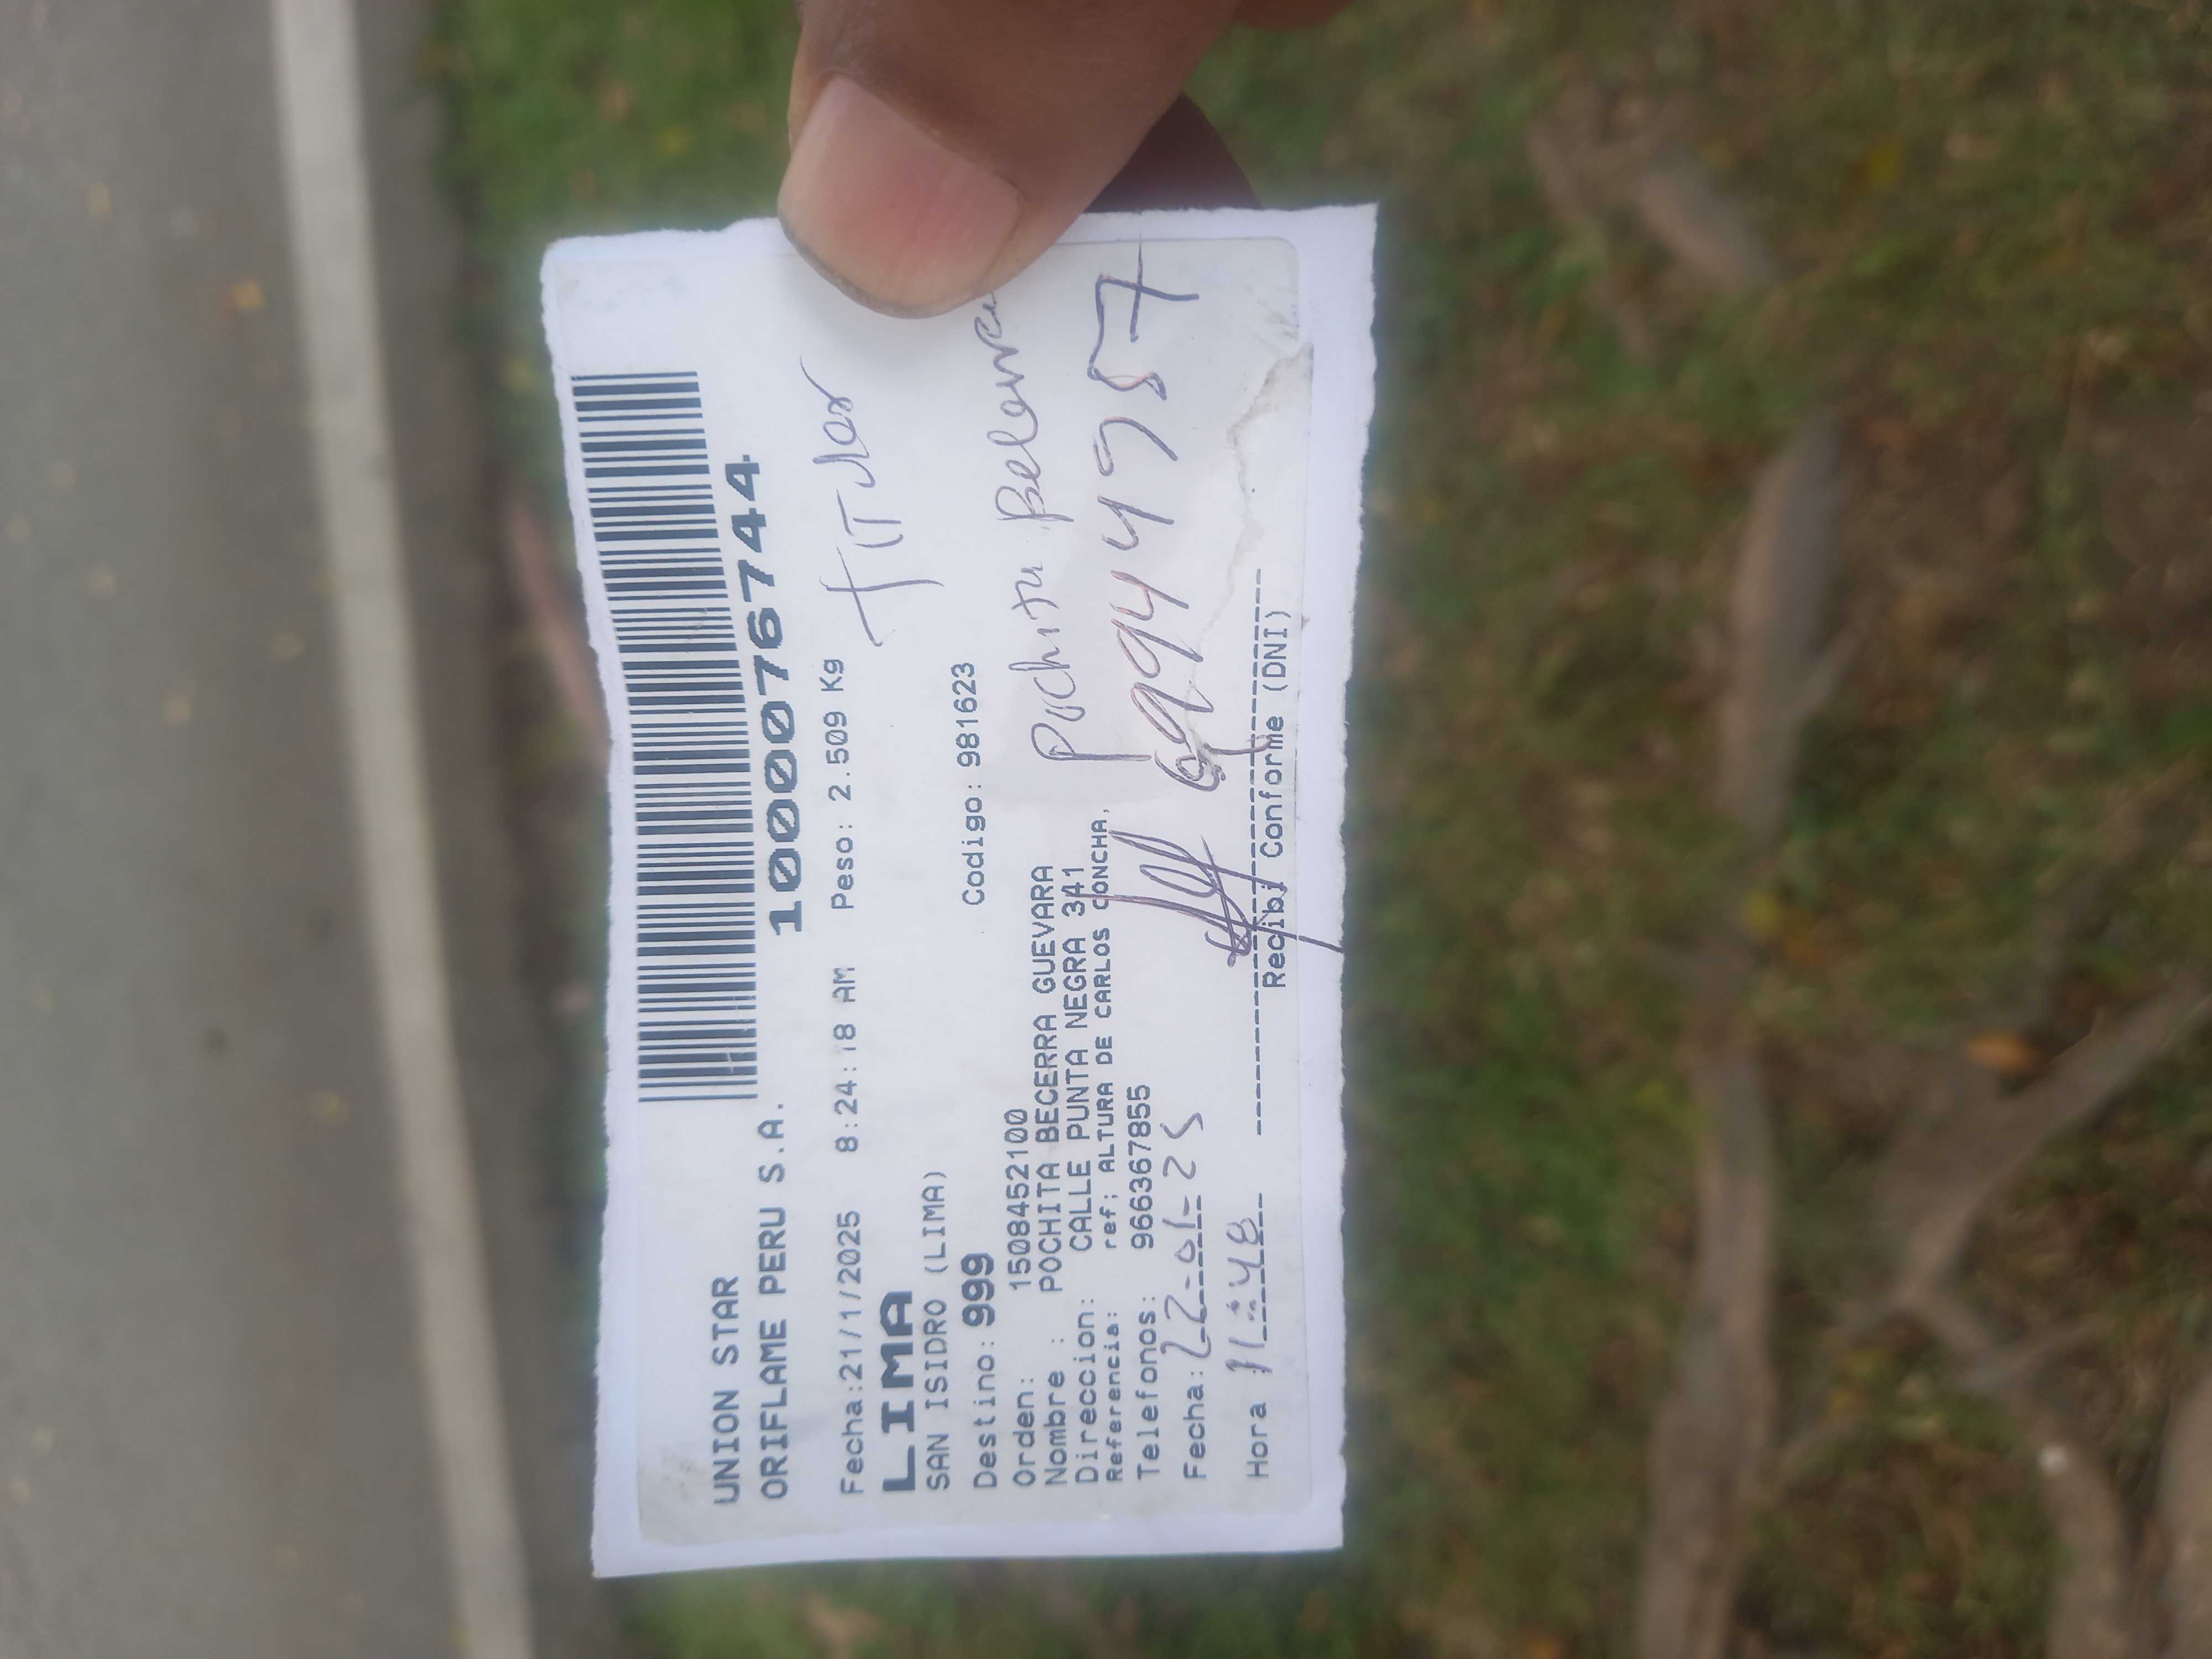 UNION STAR
ORIFLAME PERU S.A.
1000076744
Fecha:21/1/2025 8:24:18 AM Peso: 2.509 Kg
LIMA
TITular
SAN ISIDRO (LIMA)
Destino: 999 Codigo: 981623
Orden: 1508452100
Nombre : POCHITA BECERRA GUEVARA
Pochita
Direccion: CALLE PUNTA NEGRA 341
Referencia: ref: ALTURA DE CARLOS CONCHA,
Telefonos: 966367855
Fecha: 22-01-25
Hora 11:48
Recibi Conforme (DNI)